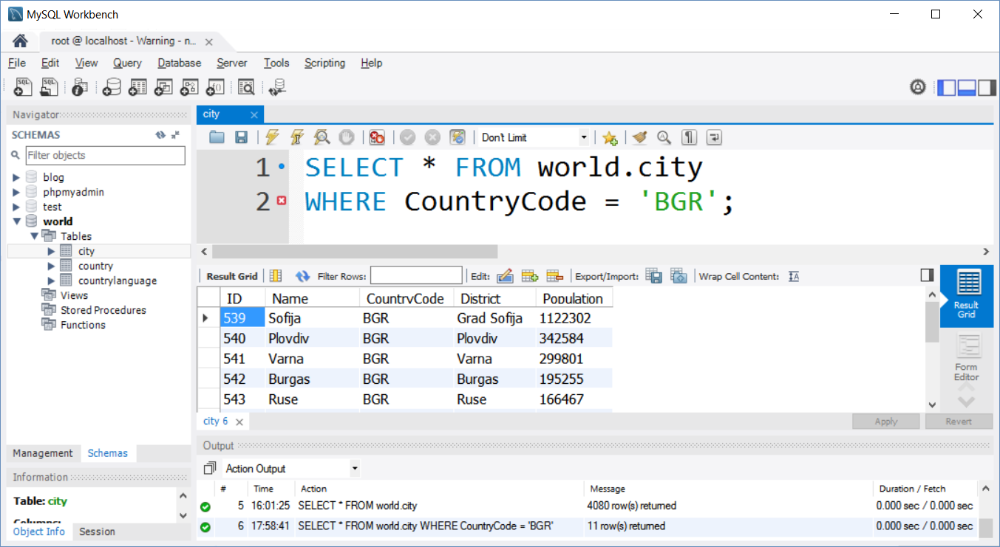 MySQL Workbench
root @ localhost - Warning - n...
File Edit View Query Database Server Tools Scripting Help
Navigator
SCHEMAS
Filter objects
blog
phpmyadmin
test
world
Tables
city
country
countrylanguage
Views
Stored Procedures
Functions
Management Schemas
Information
Table: city
Columns:
Object Info Session
city
Don't Limit
1 SELECT * FROM world.city
2 WHERE CountryCode = 'BGR';
Result Grid Filter Rows: Edit: Export/Import: Wrap Cell Content:
ID Name CountryCode District Population
539 Sofija BGR Grad Sofija 1122302
540 Plovdiv BGR Plovdiv 342584
541 Varna BGR Varna 299801
542 Burgas BGR Burgas 195255
543 Ruse BGR Ruse 166467
Result
Grid
Form
Editor
city 6
Apply Revert
Output
Action Output
# Time Action Message Duration / Fetch
5 16:01:25 SELECT * FROM world.city 4080 row(s) returned 0.000 sec / 0.000 sec
6 17:58:41 SELECT * FROM world.city WHERE CountryCode = 'BGR' 11 row(s) returned 0.000 sec / 0.000 sec